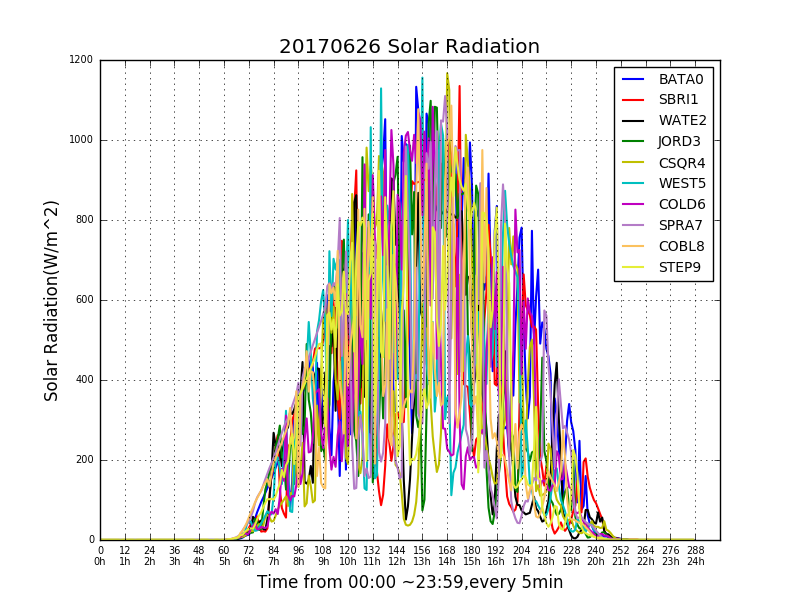 20170626 Solar Radiation
1200
1000
800
600
400
200
0
Solar Radiation(W/m^2)
BATA0
SBRI1
WATE2
JORD3
CSQR4
WEST5
COLD6
SPRA7
COBL8
STEP9
0 12 24 36 48 60 72 84 96 108 120 132 144 156 168 180 192 204 216 228 240 252 264 276 288
0h 1h 2h 3h 4h 5h 6h 7h 8h 9h 10h 11h 12h 13h 14h 15h 16h 17h 18h 19h 20h 21h 22h 23h 24h
Time from 00:00 ~23:59,every 5min